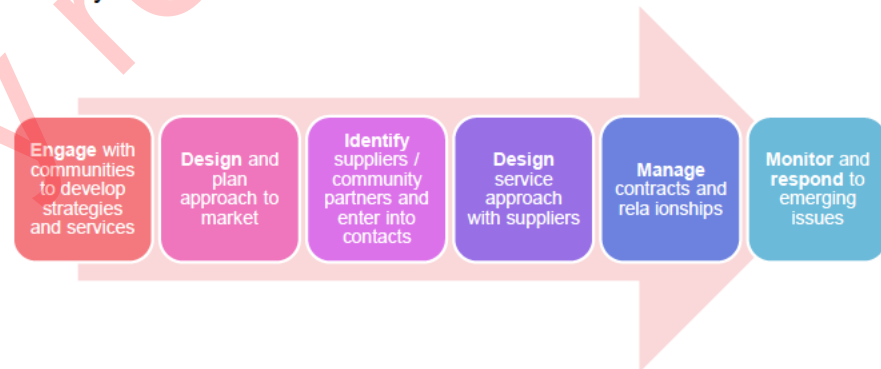 Engage with
communities
to develop
strategies
and services
Design and
plan
approach to
market
Identify
suppliers /
community
partners and
enter into
contacts
Design
service
approach
with suppliers
Manage
contracts and
rela ionships
Monitor and
respond to
emerging
issues